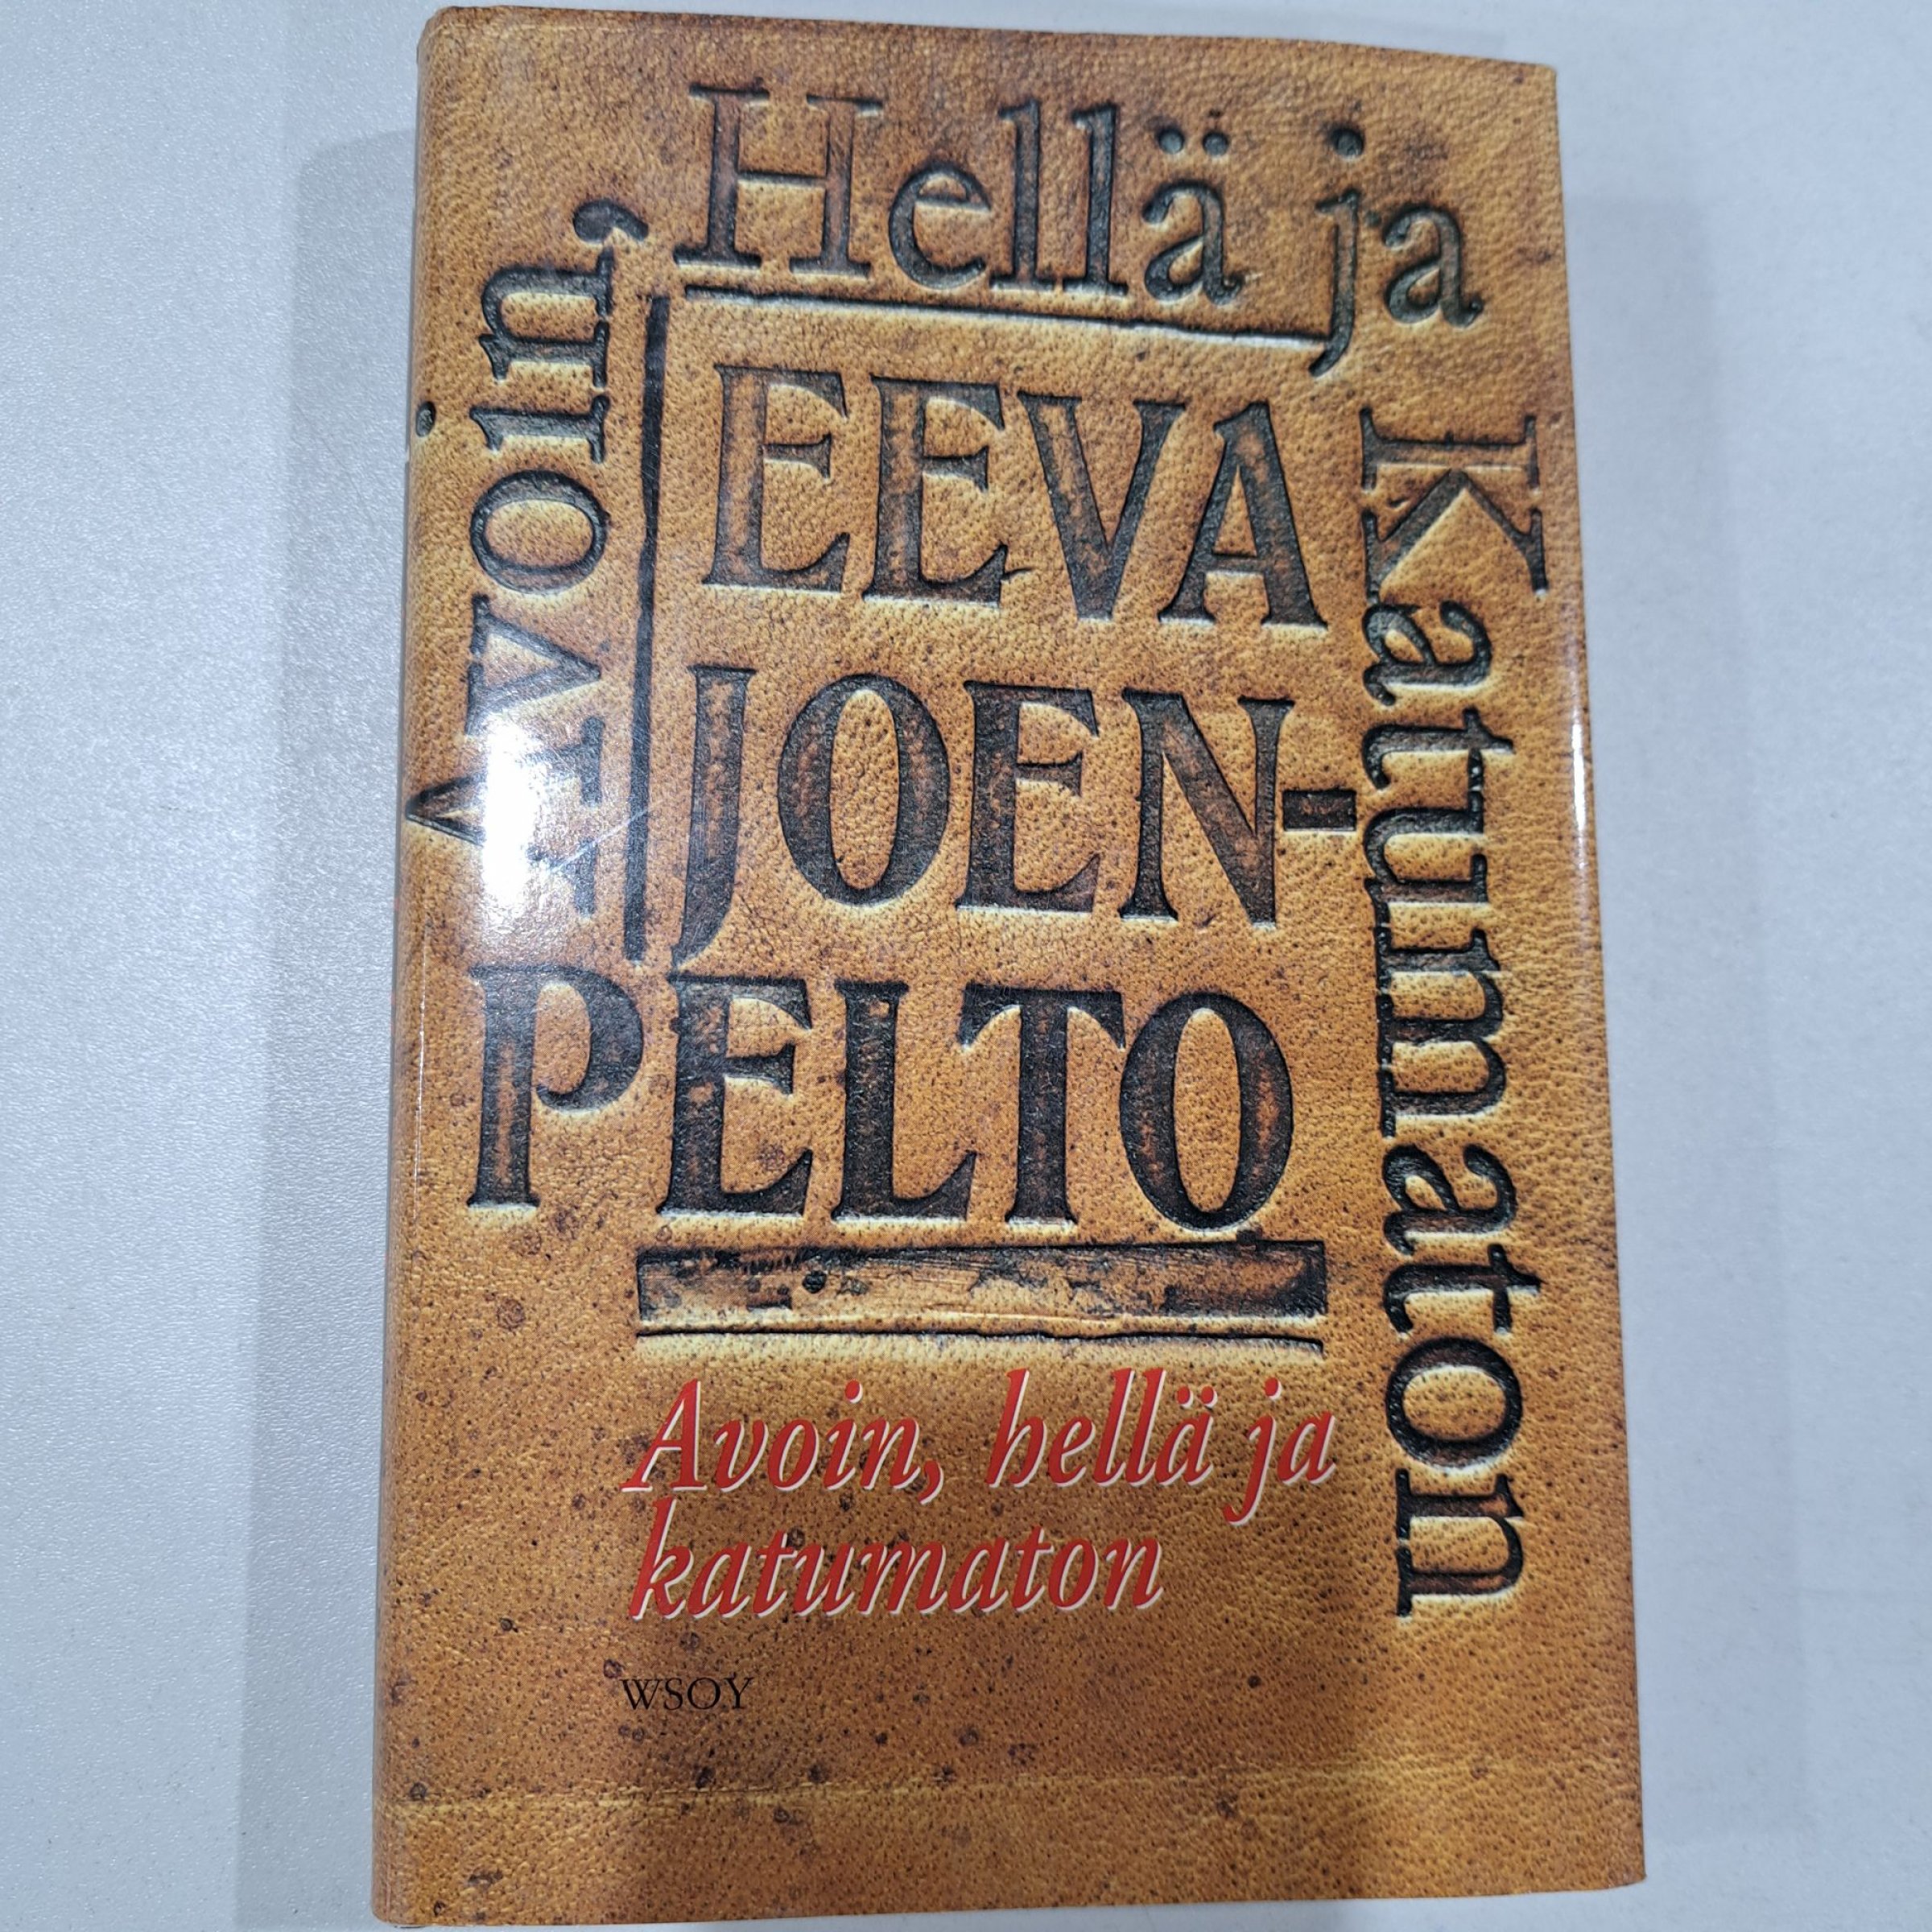 Avoin,
Hellä ja
Katumaton
EEVA
JOEN-
PELTO
Avoin, hellä ja
katumaton
WSOY